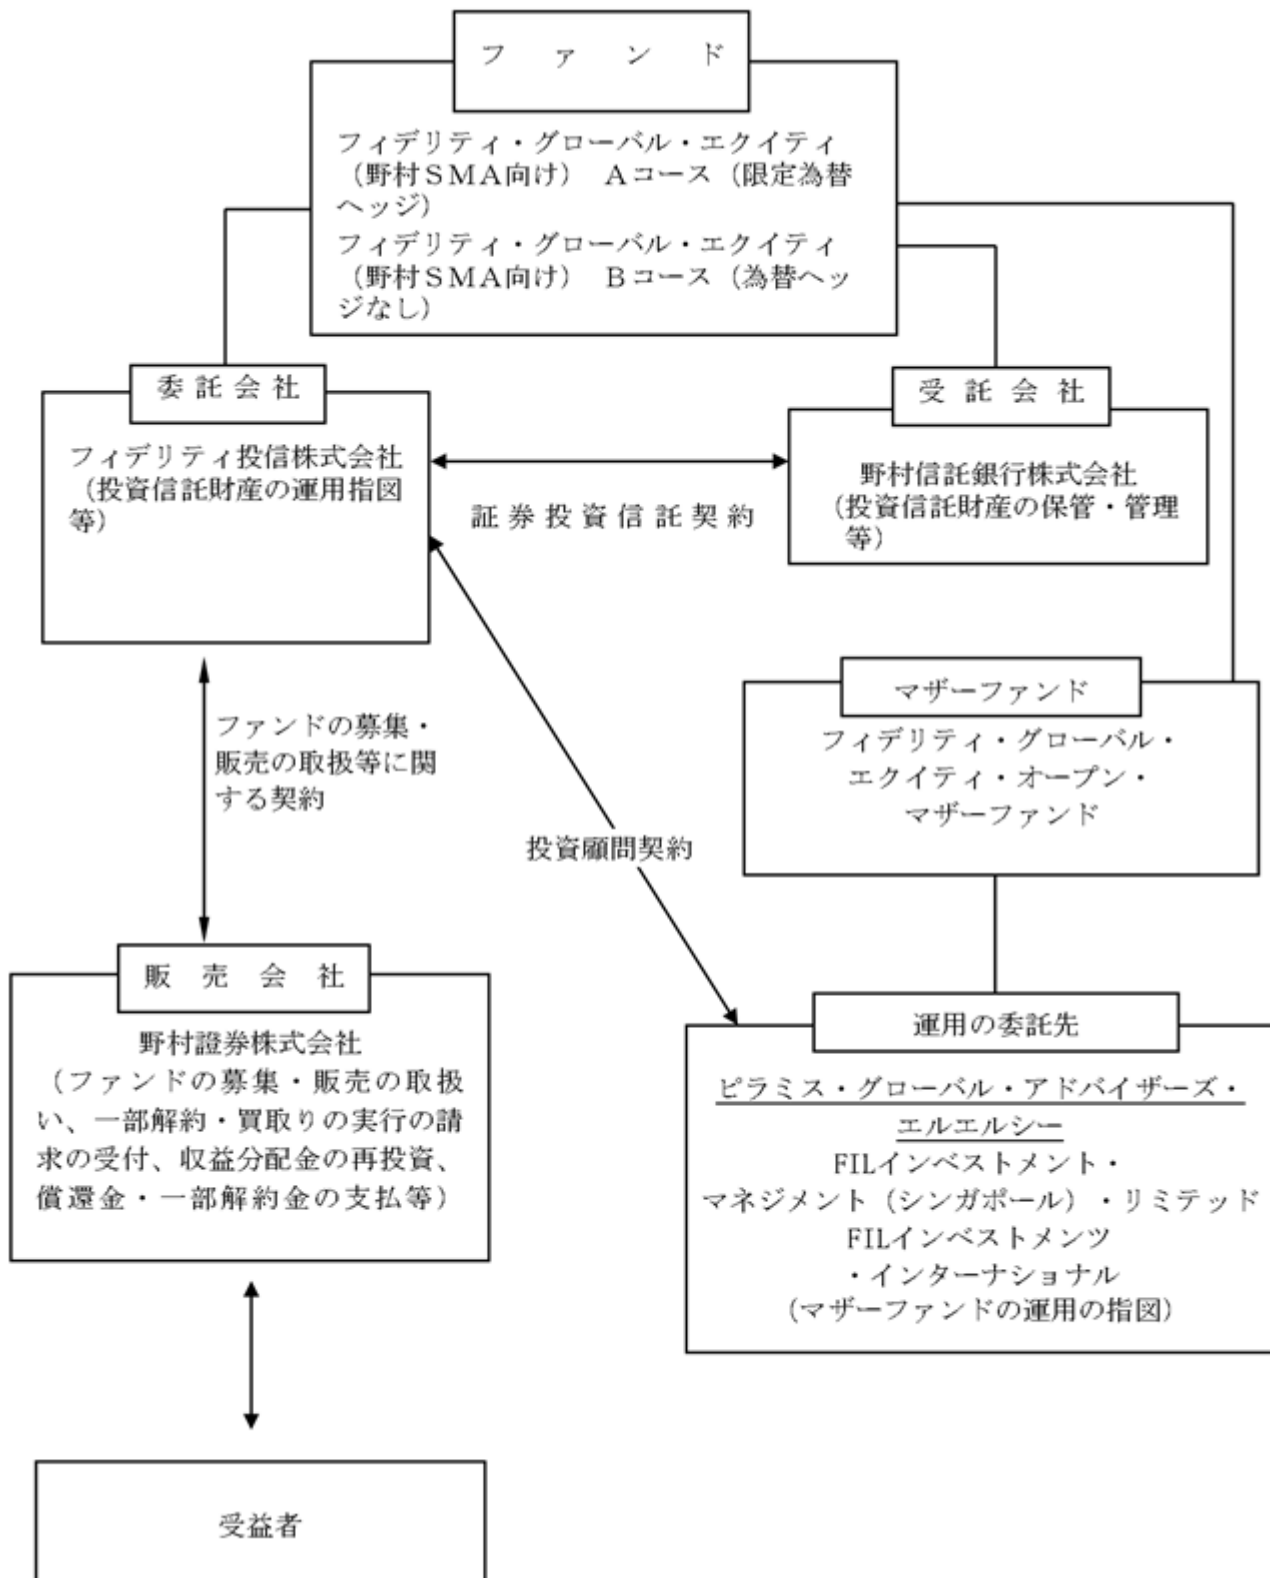 ファンド
フィデリティ・グローバル・エクイティ
（野村ＳＭＡ向け）　Ａコース（限定為替
ヘッジ）
フィデリティ・グローバル・エクイティ
（野村ＳＭＡ向け）　Ｂコース（為替ヘッ
ジなし）
委託会社
フィデリティ投信株式会社
（投資信託財産の運用指図
等）
証券投資信託契約
受託会社
野村信託銀行株式会社
（投資信託財産の保管・管理
等）
ファンドの募集・
販売の取扱等に関
する契約
投資顧問契約
マザーファンド
フィデリティ・グローバル・
エクイティ・オープン・
マザーファンド
販売会社
野村證券株式会社
（ファンドの募集・販売の取扱
い、一部解約・買取りの実行の請
求の受付、収益分配金の再投資、
償還金・一部解約金の支払等）
運用の委託先
ピラミス・グローバル・アドバイザーズ・
エルエルシー
FILインベストメント・
マネジメント（シンガポール）・リミテッド
FILインベストメンツ
・インターナショナル
（マザーファンドの運用の指図）
受益者